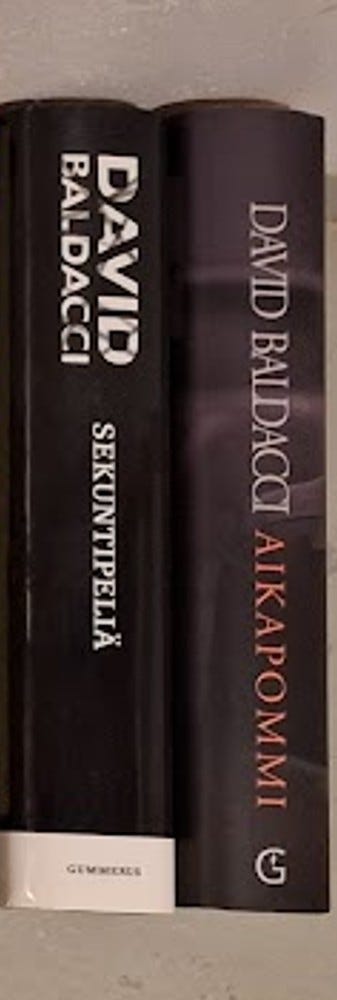 DAVID
BALDACCI
SEKUNTIPELIÄ
GUMMERUS
DAVID BALDACCI AIKAPOMMI
G